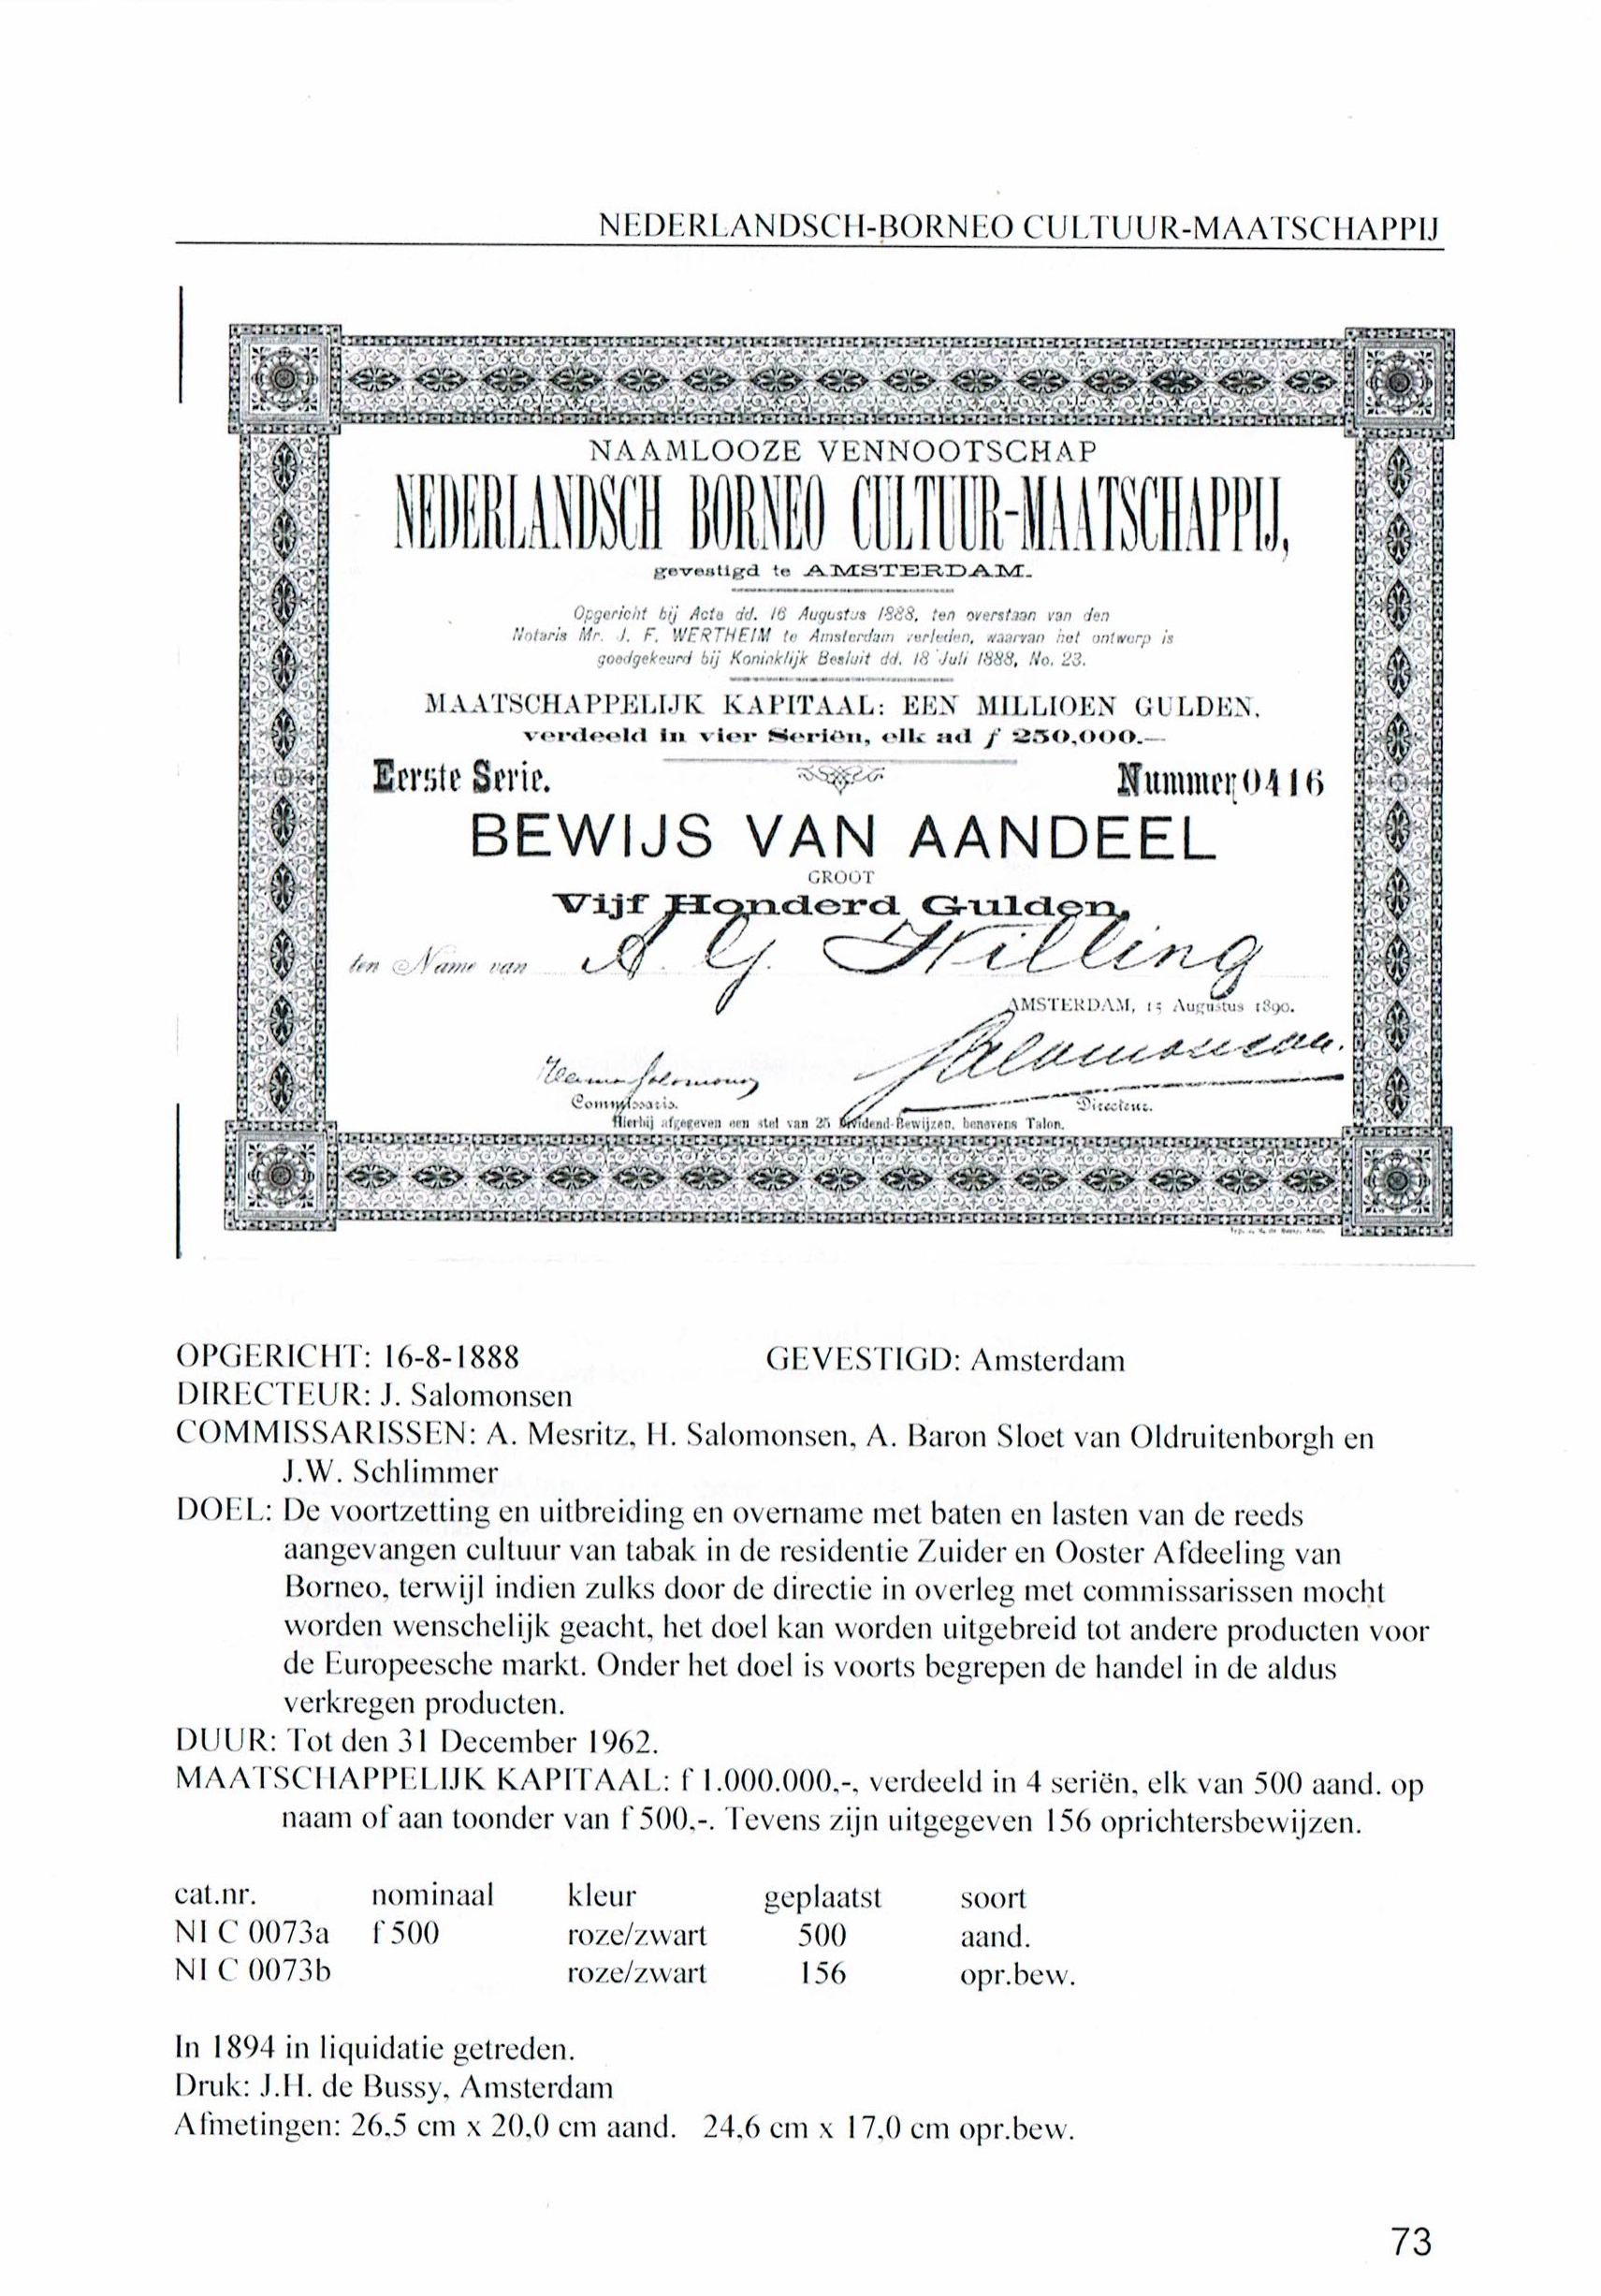 NEDERLANDSCH-BORNEO CULTUUR-MAATSCHAPPIJ
NAAMLOOZE VENNOOTSCHAP
NEDERLANDSCH BORNEO CULTUUR-MAATSCHAPPIJ,
gevestigd te AMSTERDAM.
Opgericht bij Acte dd. 16 Augustus 1888, ten overstaan van den
Notaris Mr. J. F. WERTHEIM te Amsterdam verleden, waarvan het ontwerp is
goedgekeurd bij Koninklijk Besluit dd. 18 Juli 1888, No. 23.
MAATSCHAPPELIJK KAPITAAL: EEN MILLIOEN GULDEN.
verdeeld in vier Seriën, elk ad f 250,000.—
Eerste Serie. Nummer 0416
BEWIJS VAN AANDEEL
GROOT
Vijf Honderd Gulden,
ten Name van A. G. Willing
AMSTERDAM, 15 Augustus 1890.
Salomonsen
Commissaris. Directeur.
Hierbij afgegeven een stel van 25 Dividend-Bewijzen, benevens Talon.
OPGERICHT: 16-8-1888 GEVESTIGD: Amsterdam
DIRECTEUR: J. Salomonsen
COMMISSARISSEN: A. Mesritz, H. Salomonsen, A. Baron Sloet van Oldruitenborgh en
J.W. Schlimmer
DOEL: De voortzetting en uitbreiding en overname met baten en lasten van de reeds
aangevangen cultuur van tabak in de residentie Zuider en Ooster Afdeeling van
Borneo, terwijl indien zulks door de directie in overleg met commissarissen mocht
worden wenschelijk geacht, het doel kan worden uitgebreid tot andere producten voor
de Europeesche markt. Onder het doel is voorts begrepen de handel in de aldus
verkregen producten.
DUUR: Tot den 31 December 1962.
MAATSCHAPPELIJK KAPITAAL: f 1.000.000,-, verdeeld in 4 seriën, elk van 500 aand. op
naam of aan toonder van f 500,-. Tevens zijn uitgegeven 156 oprichtersbewijzen.
cat.nr. nominaal kleur geplaatst soort
NI C 0073a f 500 roze/zwart 500 aand.
NI C 0073b roze/zwart 156 opr.bew.
In 1894 in liquidatie getreden.
Druk: J.H. de Bussy, Amsterdam
Afmetingen: 26,5 cm x 20,0 cm aand. 24,6 cm x 17,0 cm opr.bew.
73